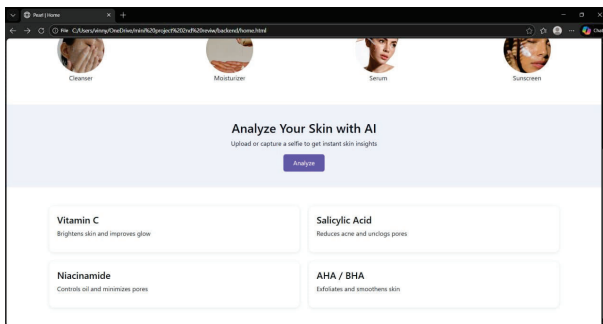 Pearl | Home
File C:/Users/vinny/OneDrive/mini%20project%202nd%20reviw/backend/home.html
Chat
Cleanser
Moisturizer
Serum
Sunscreen
Analyze Your Skin with AI
Upload or capture a selfie to get instant skin insights
Analyze
Vitamin C
Brightens skin and improves glow
Salicylic Acid
Reduces acne and unclogs pores
Niacinamide
Controls oil and minimizes pores
AHA / BHA
Exfoliates and smoothens skin